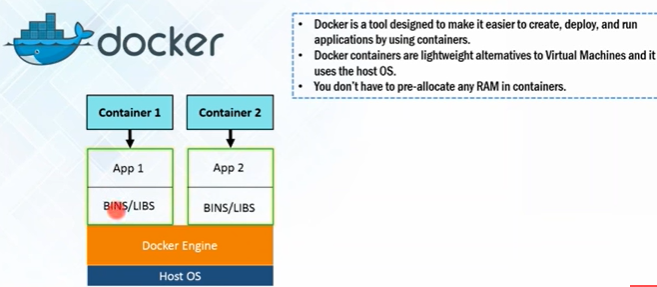 docker
• Docker is a tool designed to make it easier to create, deploy, and run
applications by using containers.
• Docker containers are lightweight alternatives to Virtual Machines and it
uses the host OS.
• You don't have to pre-allocate any RAM in containers.
Container 1
Container 2
App 1
App 2
BINS/LIBS
BINS/LIBS
Docker Engine
Host OS